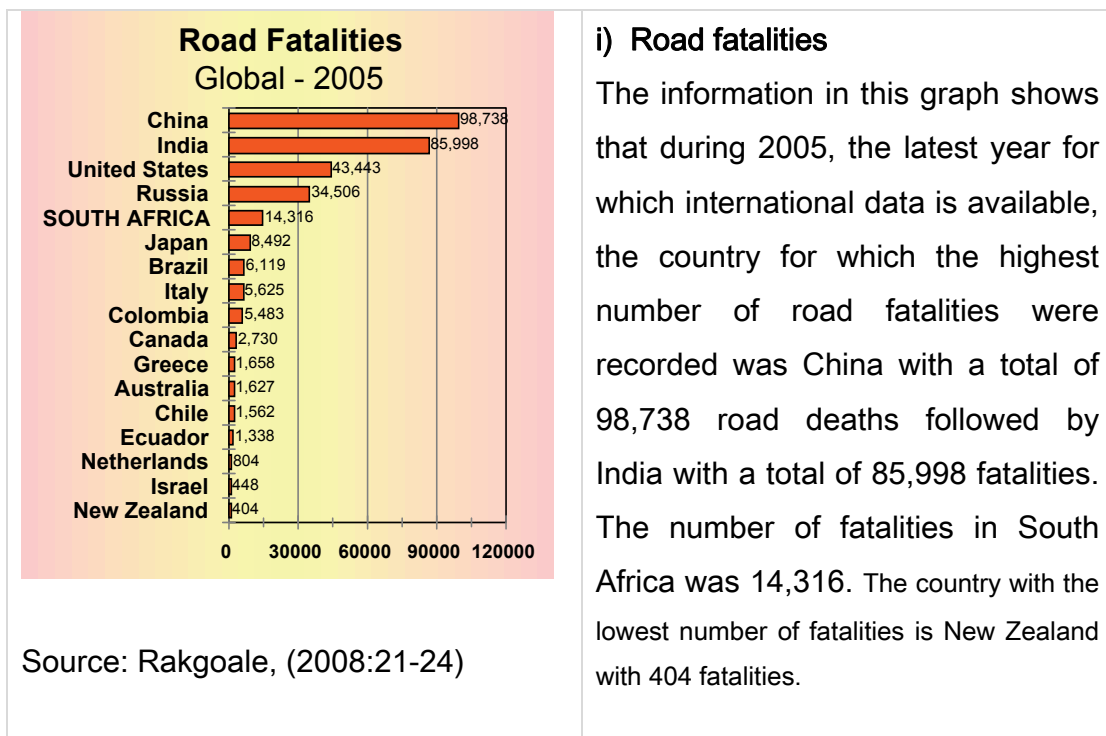 Road Fatalities
Global - 2005
China 98,738
India 85,998
United States 43,443
Russia 34,506
SOUTH AFRICA 14,316
Japan 8,492
Brazil 6,119
Italy 5,625
Colombia 5,483
Canada 2,730
Greece 1,658
Australia 1,627
Chile 1,562
Ecuador 1,338
Netherlands 804
Israel 448
New Zealand 404
0 30000 60000 90000 120000
Source: Rakgoale, (2008:21-24)
i) Road fatalities
The information in this graph shows
that during 2005, the latest year for
which international data is available,
the country for which the highest
number of road fatalities were
recorded was China with a total of
98,738 road deaths followed by
India with a total of 85,998 fatalities.
The number of fatalities in South
Africa was 14,316. The country with the
lowest number of fatalities is New Zealand
with 404 fatalities.